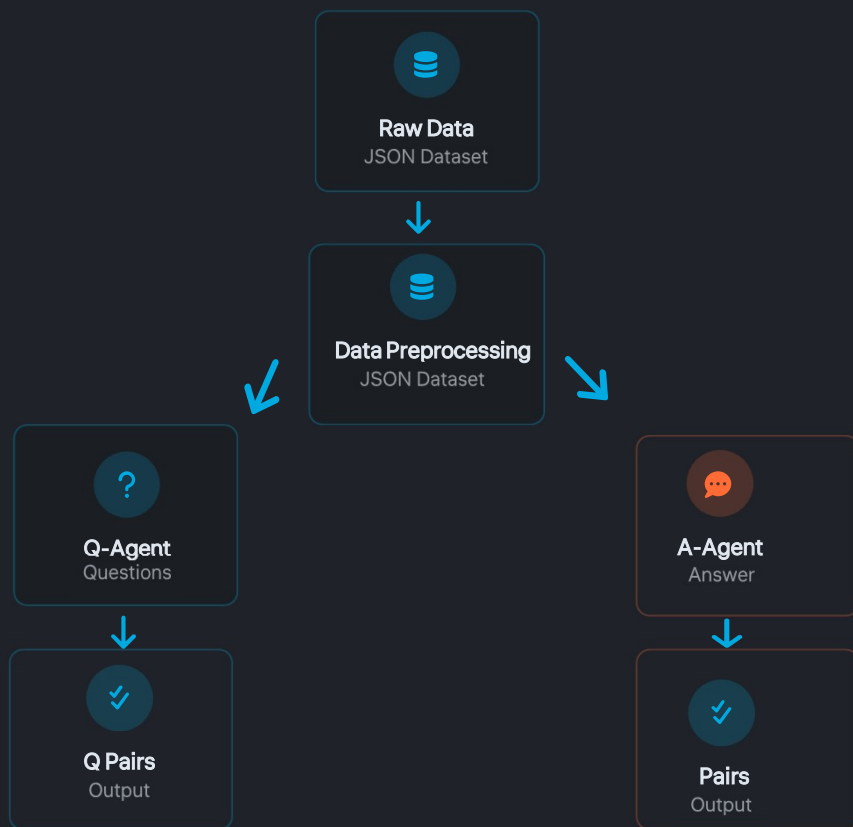 Raw Data
JSON Dataset
Data Preprocessing
JSON Dataset
Q-Agent
Questions
A-Agent
Answer
Q Pairs
Output
Pairs
Output